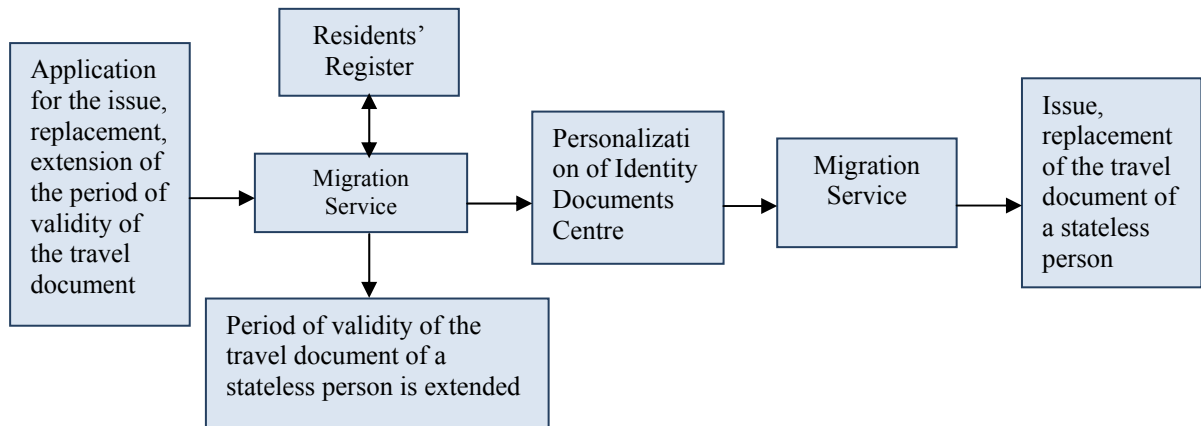 Application
for the issue,
replacement,
extension of
the period of
validity of
the travel
document
Residents’
Register
Migration
Service
Period of validity of the
travel document of a
stateless person is extended
Personalizati
on of Identity
Documents
Centre
Migration
Service
Issue,
replacement
of the travel
document of
a stateless
person